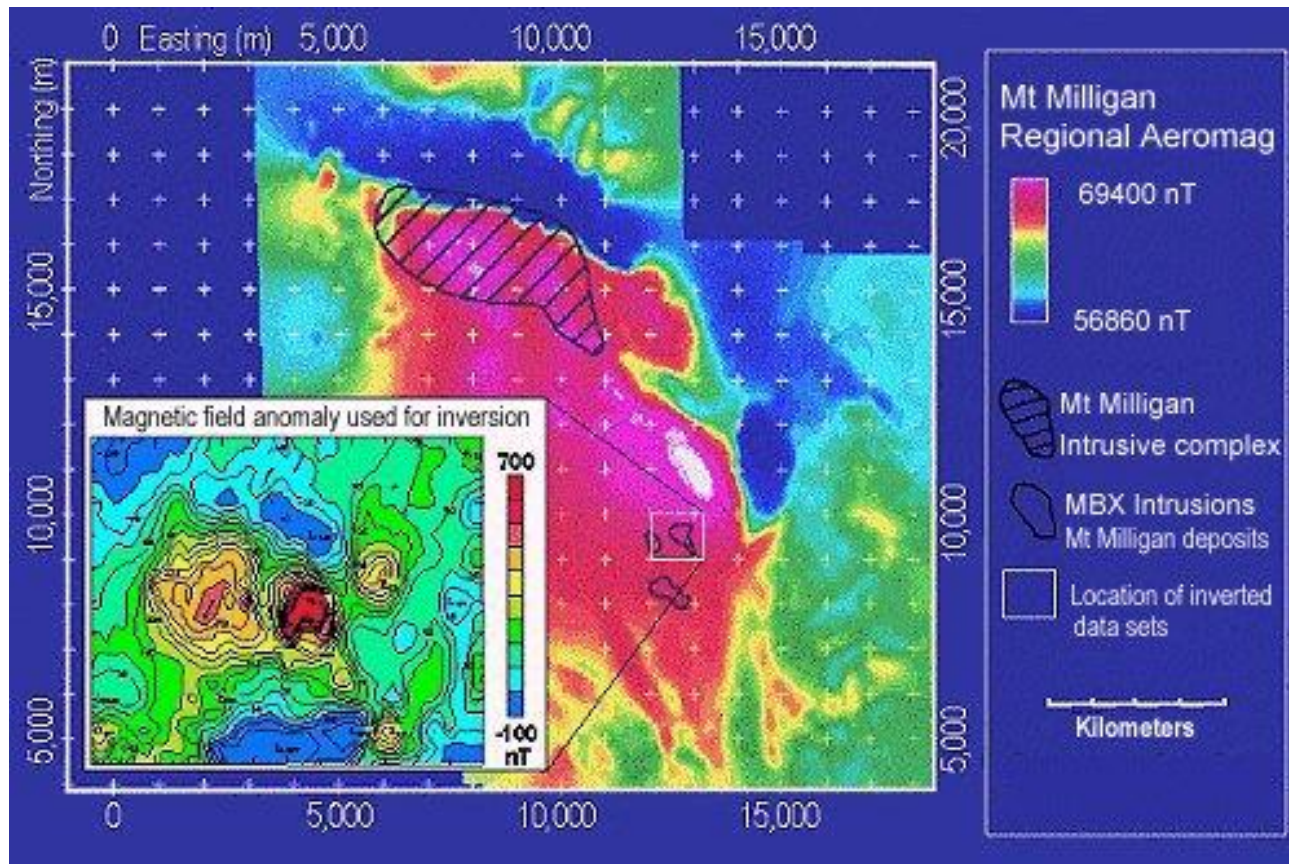 0 Easting (m) 5,000 10,000 15,000
Northing (m)
20,000
15,000
15,000
10,000
10,000
5,000
5,000
0 5,000 10,000 15,000
Magnetic field anomaly used for inversion
700
-100
nT
Mt Milligan
Regional Aeromag
69400 nT
56860 nT
Mt Milligan
Intrusive complex
MBX Intrusions
Mt Milligan deposits
Location of inverted
data sets
Kilometers